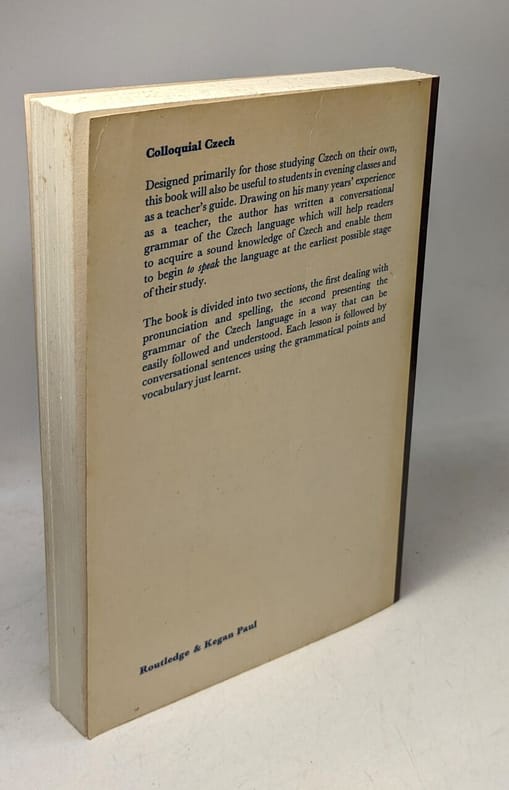 Colloquial Czech
Designed primarily for those studying Czech on their own,
this book will also be useful to students in evening classes and
as a teacher's guide. Drawing on his many years' experience
as a teacher, the author has written a conversational
grammar of the Czech language which will help readers
to acquire a sound knowledge of Czech and enable them
to begin to speak the language at the earliest possible stage
of their study.
The book is divided into two sections, the first dealing with
pronunciation and spelling, the second presenting the
grammar of the Czech language in a way that can be
easily followed and understood. Each lesson is followed by
conversational sentences using the grammatical points and
vocabulary just learnt.
Routledge & Kegan Paul